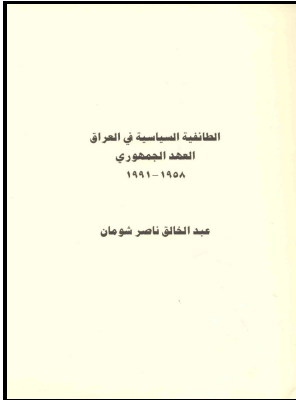 الطائفية السياسية في العراق
العهد الجمهوري
١٩٥٨-١٩٩١
عبد الخالق ناصر شومان